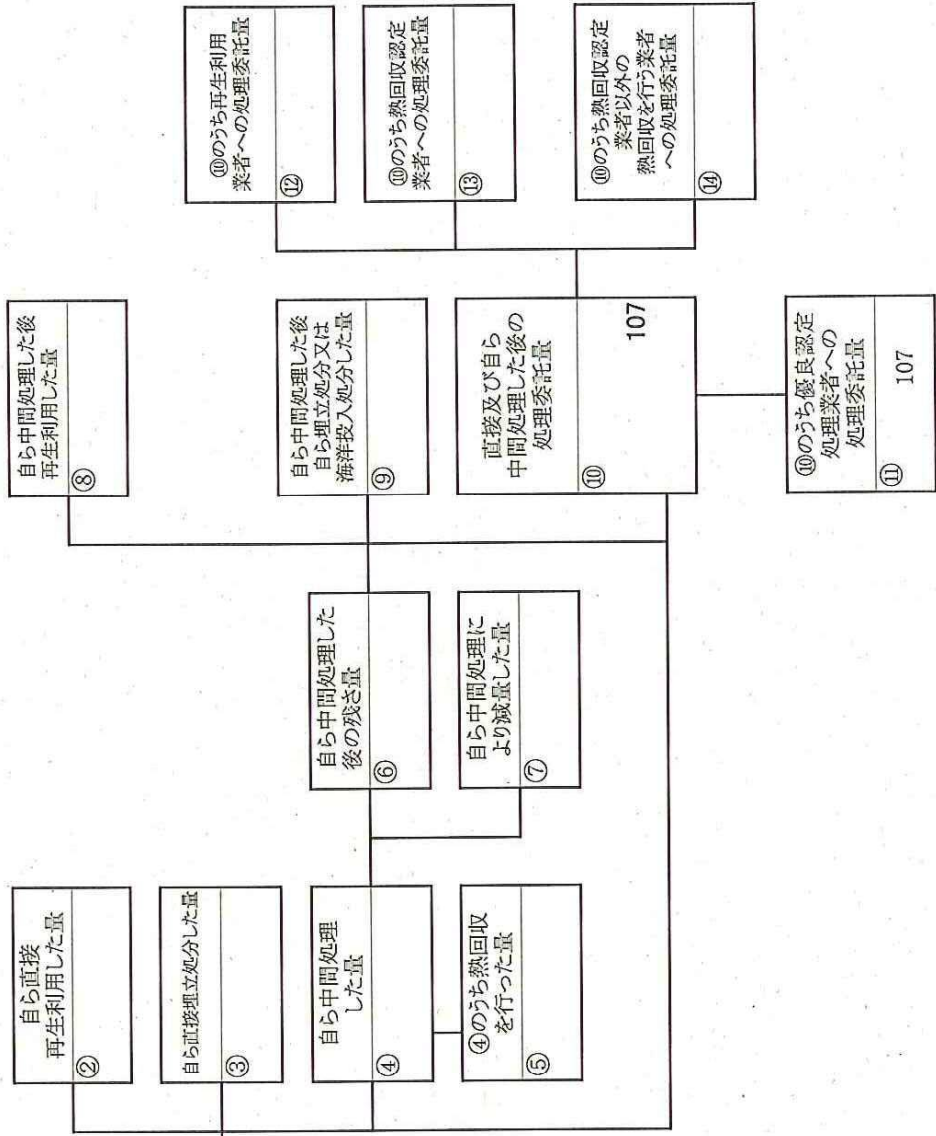 自ら直接
再生利用した量
②
自ら直接埋立処分した量
③
自ら中間処理
した量
④
④のうち熱回収
を行った量
⑤
自ら中間処理した
後の残さ量
⑥
自ら中間処理に
より減量した量
⑦
自ら中間処理した後
再生利用した量
⑧
自ら中間処理した後
自ら埋立処分又は
海洋投入処分した量
⑨
直接及び自ら
中間処理した後の
処理委託量
⑩
107
⑩のうち優良認定
処理業者への
処理委託量
⑪
107
⑩のうち再生利用
業者への処理委託量
⑫
⑩のうち熱回収認定
業者への処理委託量
⑬
⑩のうち熱回収認定
業者以外の
熱回収を行う業者
への処理委託量
⑭